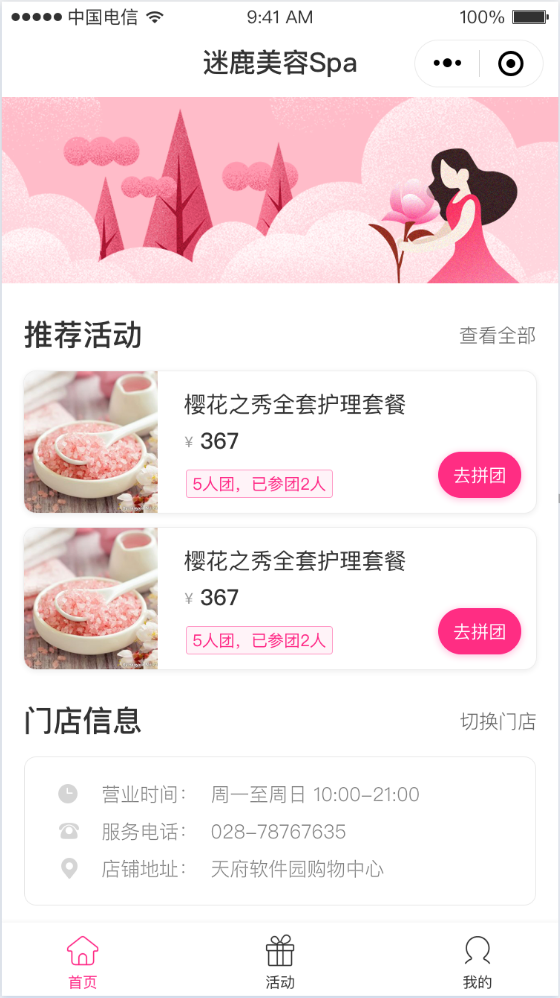 中国电信 9:41 AM 100%
迷鹿美容Spa
推荐活动 查看全部
樱花之秀全套护理套餐
¥ 367
5人团，已参团2人 去拼团
樱花之秀全套护理套餐
¥ 367
5人团，已参团2人 去拼团
门店信息 切换门店
营业时间： 周一至周日 10:00-21:00
服务电话： 028-78767635
店铺地址： 天府软件园购物中心
首页 活动 我的